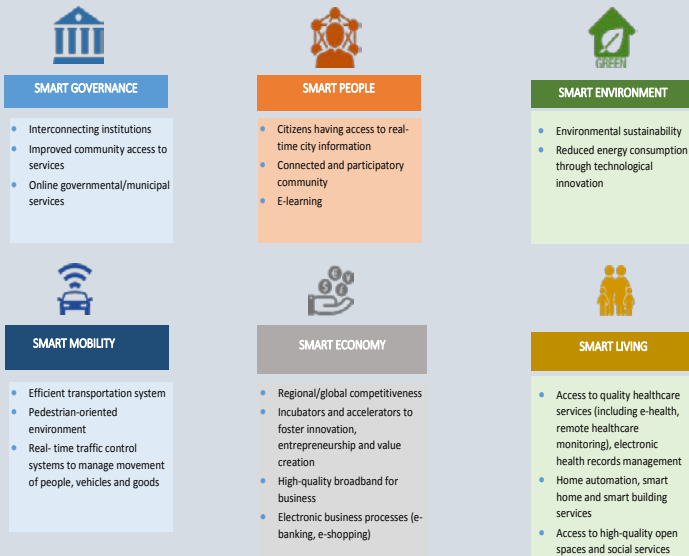 GREEN
SMART GOVERNANCE
Interconnecting institutions
Improved community access to
services
Online governmental/municipal
services
SMART PEOPLE
Citizens having access to real-
time city information
Connected and participatory
community
E-learning
SMART ENVIRONMENT
Environmental sustainability
Reduced energy consumption
through technological
innovation
SMART MOBILITY
Efficient transportation system
Pedestrian-oriented
environment
Real- time traffic control
systems to manage movement
of people, vehicles and goods
SMART ECONOMY
Regional/global competitiveness
Incubators and accelerators to
foster innovation,
entrepreneurship and value
creation
High-quality broadband for
business
Electronic business processes (e-
banking, e-shopping)
SMART LIVING
Access to quality healthcare
services (including e-health,
remote healthcare
monitoring), electronic
health records management
Home automation, smart
home and smart building
services
Access to high-quality open
spaces and social services